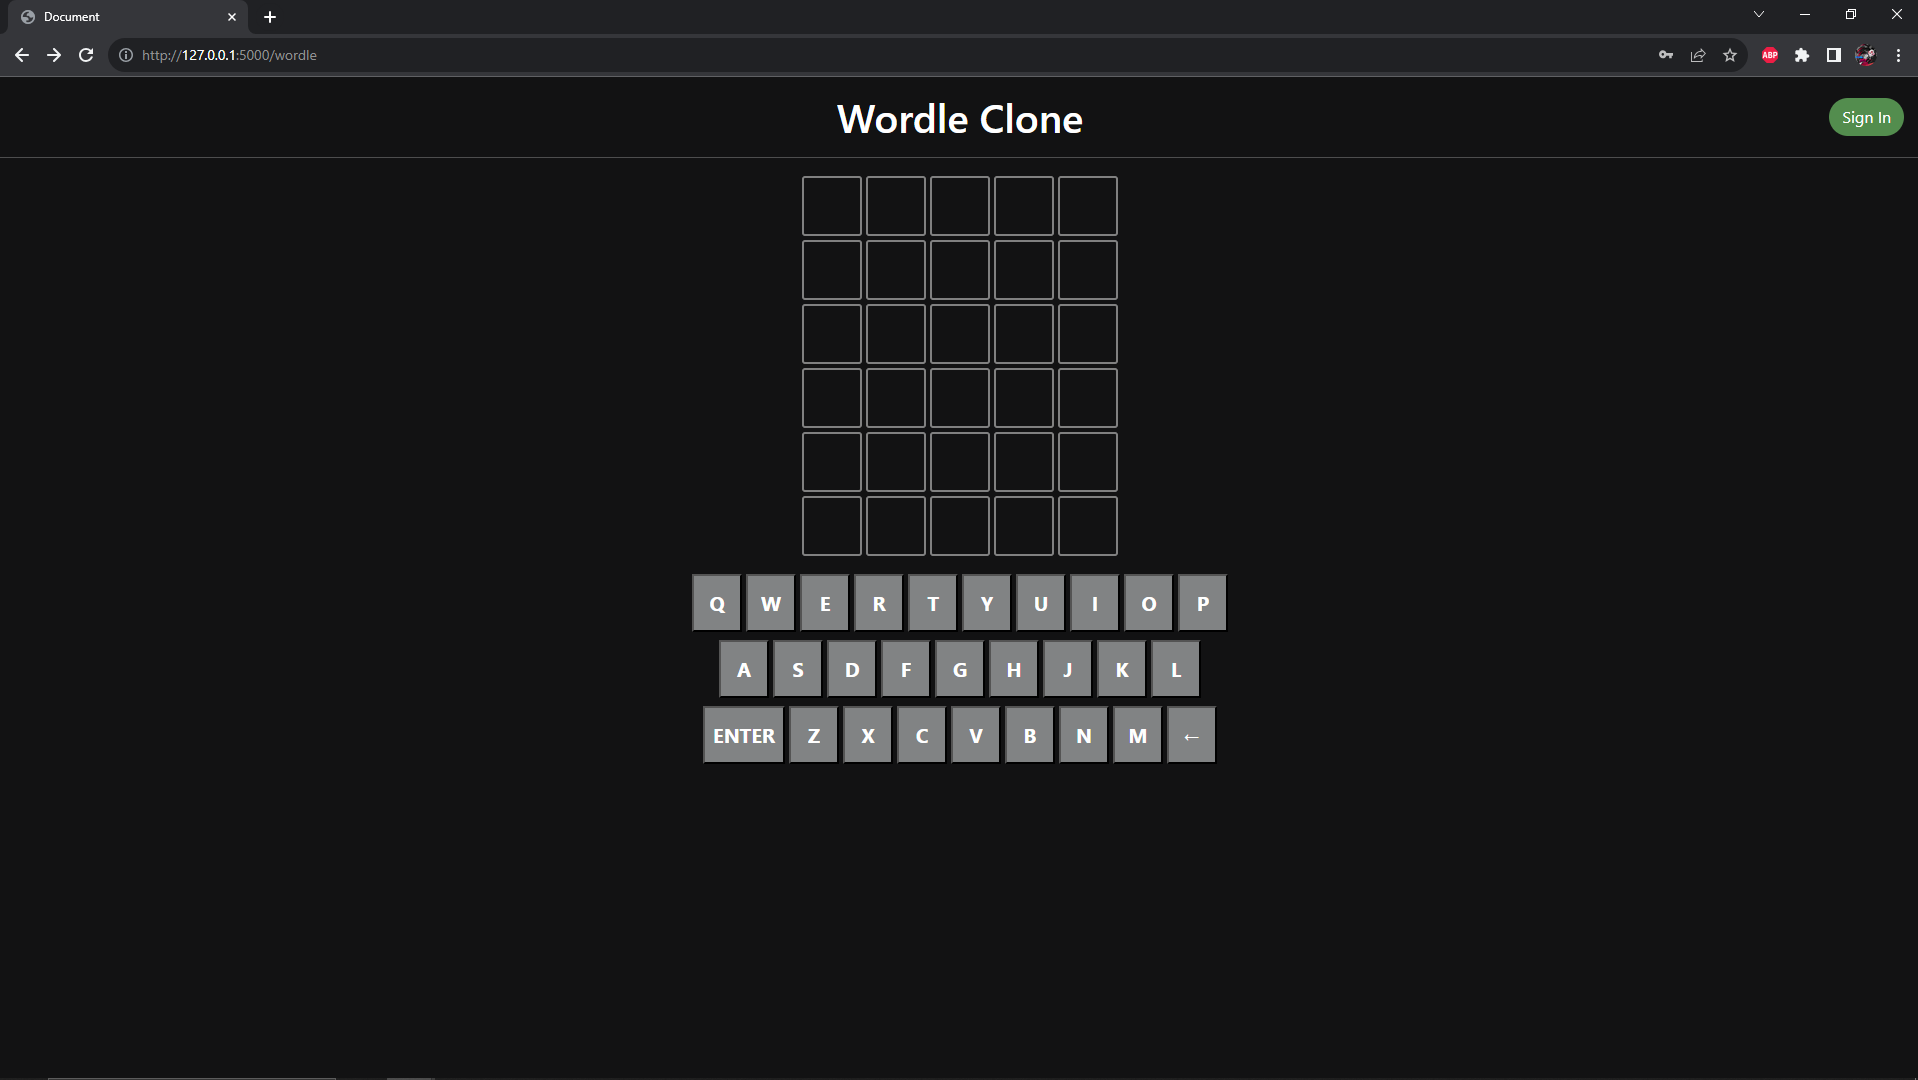 Document
http://127.0.0.1:5000/wordle
ABP
Wordle Clone
Sign In
Q W E R T Y U I O P
A S D F G H J K L
ENTER Z X C V B N M ←